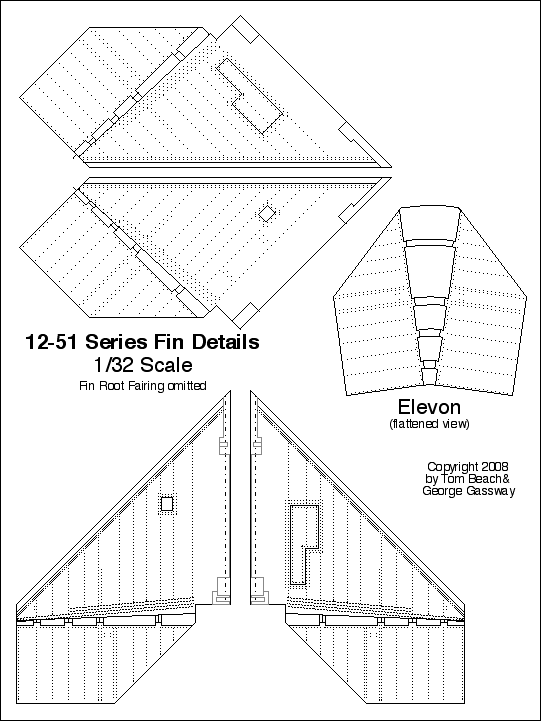 12-51 Series Fin Details
1/32 Scale
Fin Root Fairing omitted
Elevon
(flattened view)
Copyright 2008
by Tom Beach&
George Gassway